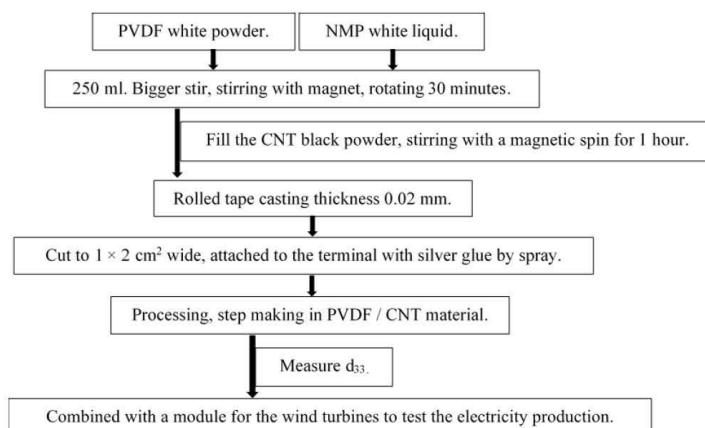 PVDF white powder.
NMP white liquid.
250 ml. Bigger stir, stirring with magnet, rotating 30 minutes.
Fill the CNT black powder, stirring with a magnetic spin for 1 hour.
Rolled tape casting thickness 0.02 mm.
Cut to 1 × 2 cm² wide, attached to the terminal with silver glue by spray.
Processing, step making in PVDF / CNT material.
Measure d₃₃.
Combined with a module for the wind turbines to test the electricity production.